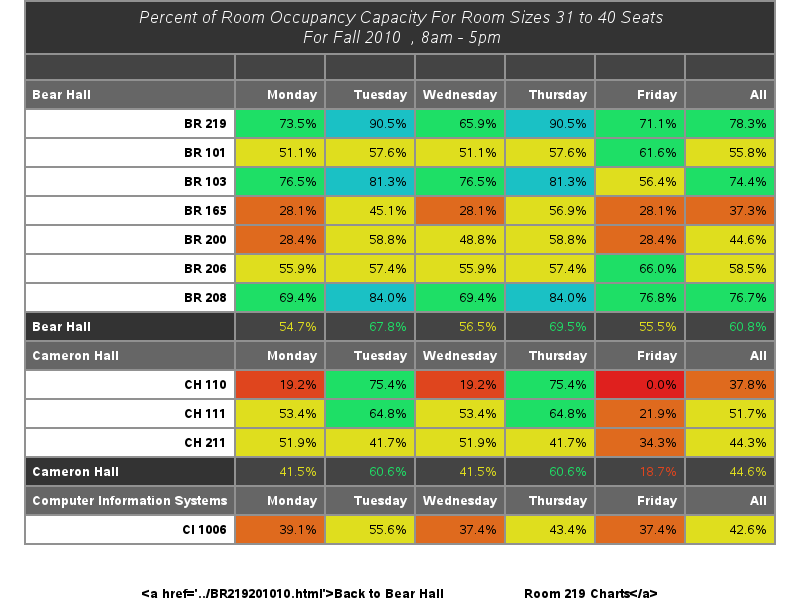 Percent of Room Occupancy Capacity For Room Sizes 31 to 40 Seats
For Fall 2010 , 8am - 5pm
Bear Hall Monday Tuesday Wednesday Thursday Friday All
BR 219 73.5% 90.5% 65.9% 90.5% 71.1% 78.3%
BR 101 51.1% 57.6% 51.1% 57.6% 61.6% 55.8%
BR 103 76.5% 81.3% 76.5% 81.3% 56.4% 74.4%
BR 165 28.1% 45.1% 28.1% 56.9% 28.1% 37.3%
BR 200 28.4% 58.8% 48.8% 58.8% 28.4% 44.6%
BR 206 55.9% 57.4% 55.9% 57.4% 66.0% 58.5%
BR 208 69.4% 84.0% 69.4% 84.0% 76.8% 76.7%
Bear Hall 54.7% 67.8% 56.5% 69.5% 55.5% 60.8%
Cameron Hall Monday Tuesday Wednesday Thursday Friday All
CH 110 19.2% 75.4% 19.2% 75.4% 0.0% 37.8%
CH 111 53.4% 64.8% 53.4% 64.8% 21.9% 51.7%
CH 211 51.9% 41.7% 51.9% 41.7% 34.3% 44.3%
Cameron Hall 41.5% 60.6% 41.5% 60.6% 18.7% 44.6%
Computer Information Systems Monday Tuesday Wednesday Thursday Friday All
CI 1006 39.1% 55.6% 37.4% 43.4% 37.4% 42.6%
<a href='../BR219201010.html'>Back to Bear Hall Room 219 Charts</a>